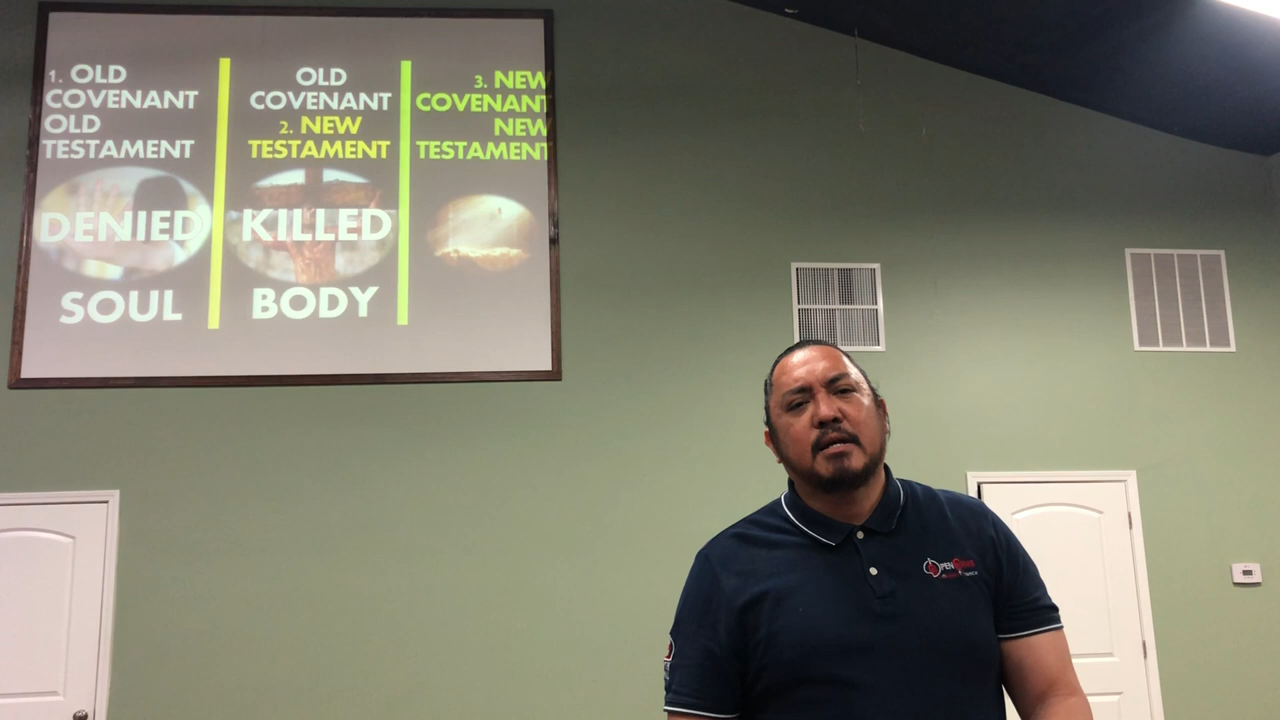 1. OLD
COVENANT
OLD
TESTAMENT
DENIED
SOUL
OLD
COVENANT
2. NEW
TESTAMENT
KILLED
BODY
3. NEW
COVENANT
NEW
TESTAMENT